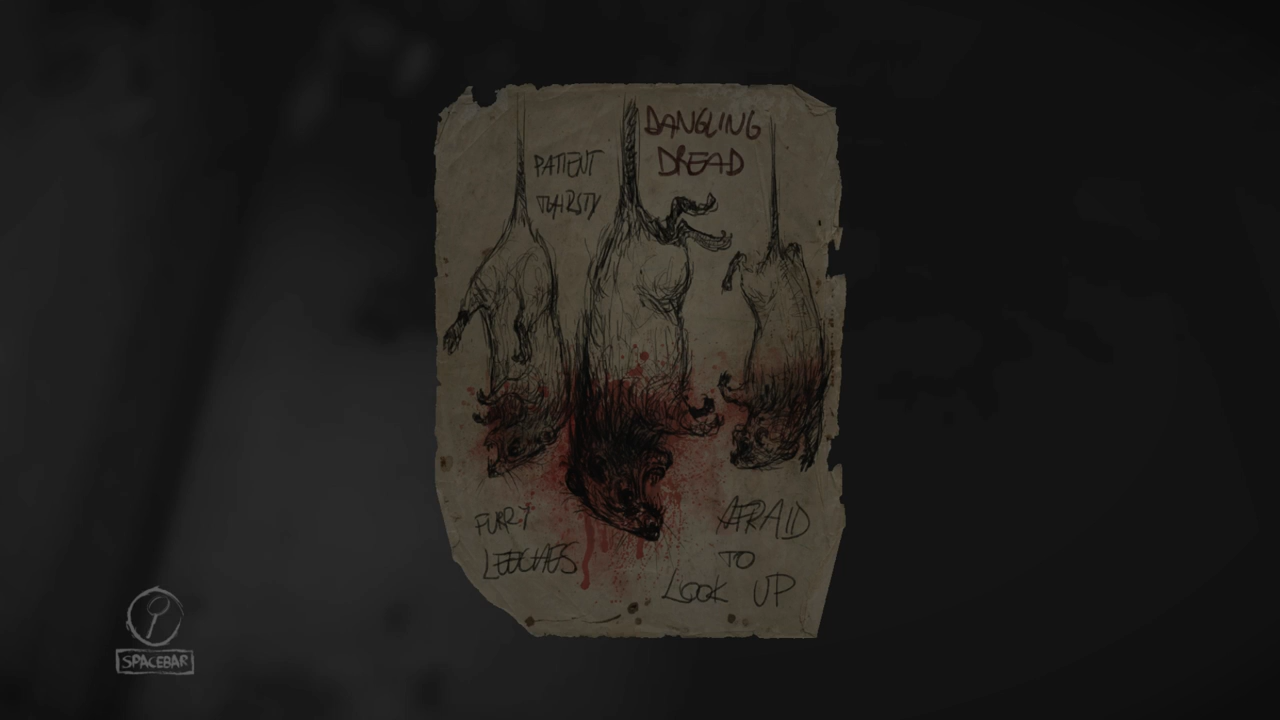 DANGLING
DREAD
PATIENT
THIRSTY
FURRY
LEECHES
AFRAID
TO
LOOK UP
SPACEBAR